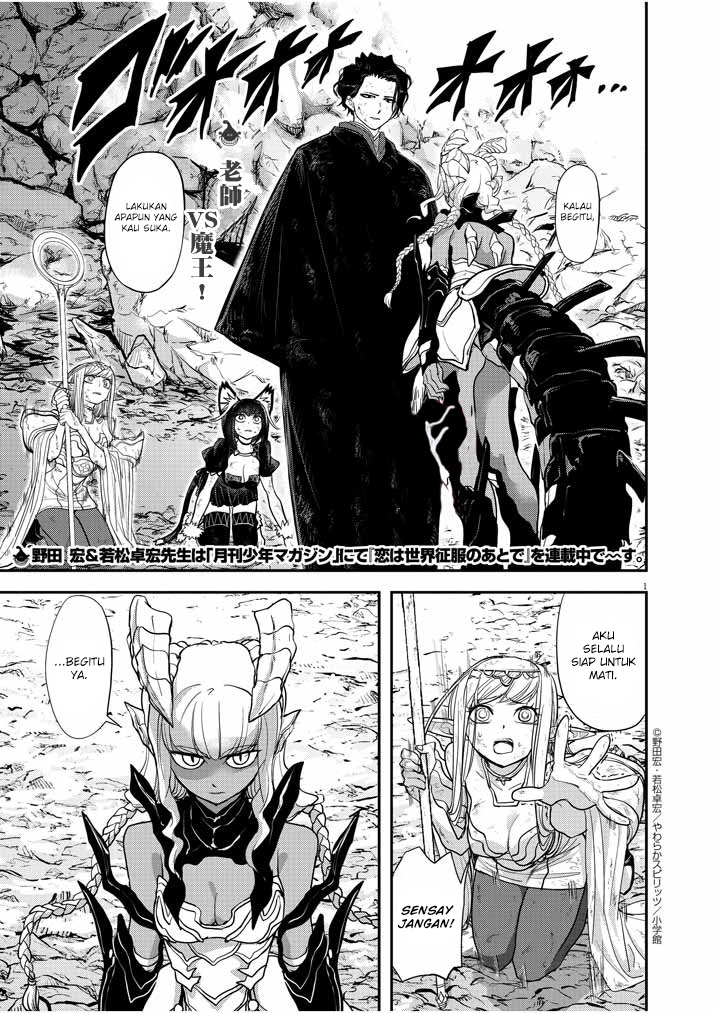 ゴオオオ
オオオ…
KALAU
BEGITU,
LAKUKAN
APAPUN YANG
KAU SUKA.
老師
VS
魔王！
野田 宏&若松卓宏先生は『月刊少年マガジン』にて『恋は世界征服のあとで』を連載中で〜す。
1
AKU
SELALU
SIAP UNTUK
MATI.
SENSAY
JANGAN!
...BEGITU
YA.
©野田宏・若松卓宏／やわらかスピリッツ／小学館